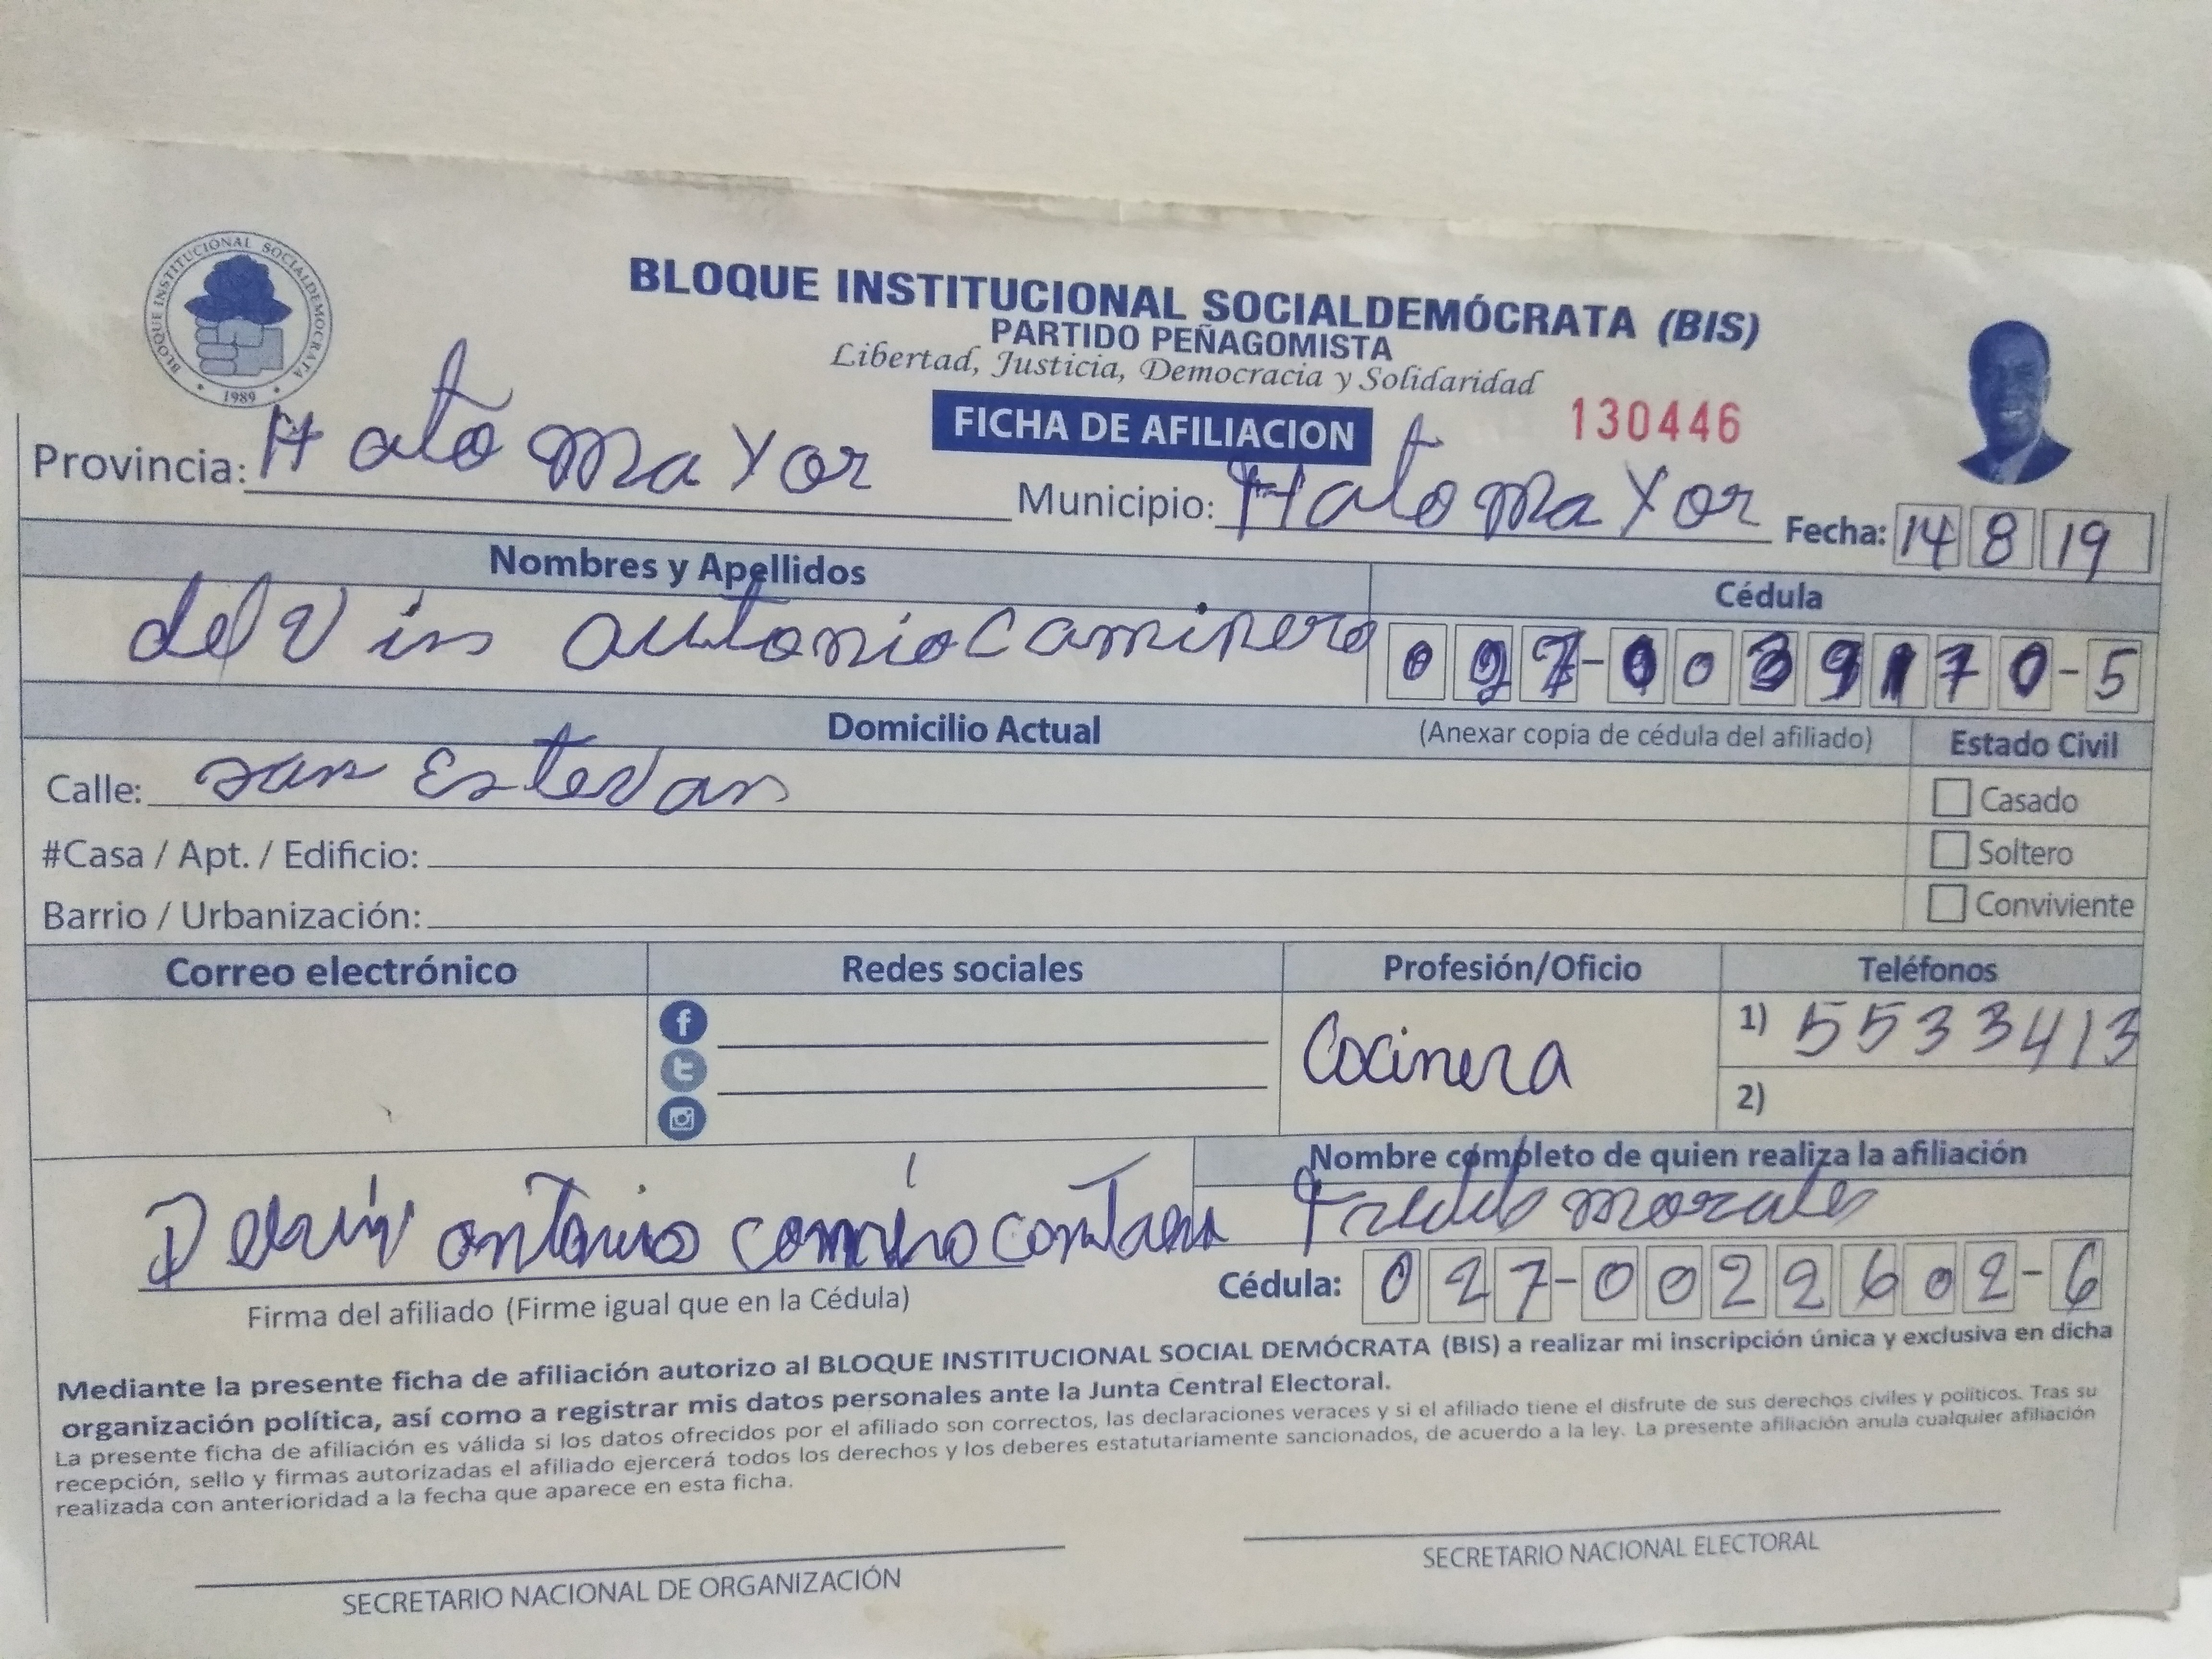 BLOQUE INSTITUCIONAL SOCIALDEMOCRATA
1989
BLOQUE INSTITUCIONAL SOCIALDEMÓCRATA (BIS)
PARTIDO PEÑAGOMISTA
Libertad, Justicia, Democracia y Solidaridad
FICHA DE AFILIACION
130446
Provincia: Hato Mayor
Municipio: Hato Mayor
Fecha: 14 8 19
Nombres y Apellidos
Cédula
delvin antonio Caminero
027-0039170-5
Domicilio Actual
(Anexar copia de cédula del afiliado)
Estado Civil
Calle: san Estevan
Casado
#Casa / Apt. / Edificio:
Soltero
Barrio / Urbanización:
Conviviente
Correo electrónico
Redes sociales
Profesión/Oficio
Teléfonos
Cocinera
1) 5533413
2)
Nombre completo de quien realiza la afiliación
antonio
morales
Firma del afiliado (Firme igual que en la Cédula)
Cédula: 027-0022602-6
Mediante la presente ficha de afiliación autorizo al BLOQUE INSTITUCIONAL SOCIAL DEMÓCRATA (BIS) a realizar mi inscripción única y exclusiva en dicha
organización política, así como a registrar mis datos personales ante la Junta Central Electoral.
La presente ficha de afiliación es válida si los datos ofrecidos por el afiliado son correctos, las declaraciones veraces y si el afiliado tiene el disfrute de sus derechos civiles y políticos. Tras su
recepción, sello y firmas autorizadas el afiliado ejercerá todos los derechos y los deberes estatutariamente sancionados, de acuerdo a la ley. La presente afiliación anula cualquier afiliación
realizada con anterioridad a la fecha que aparece en esta ficha.
SECRETARIO NACIONAL DE ORGANIZACIÓN
SECRETARIO NACIONAL ELECTORAL